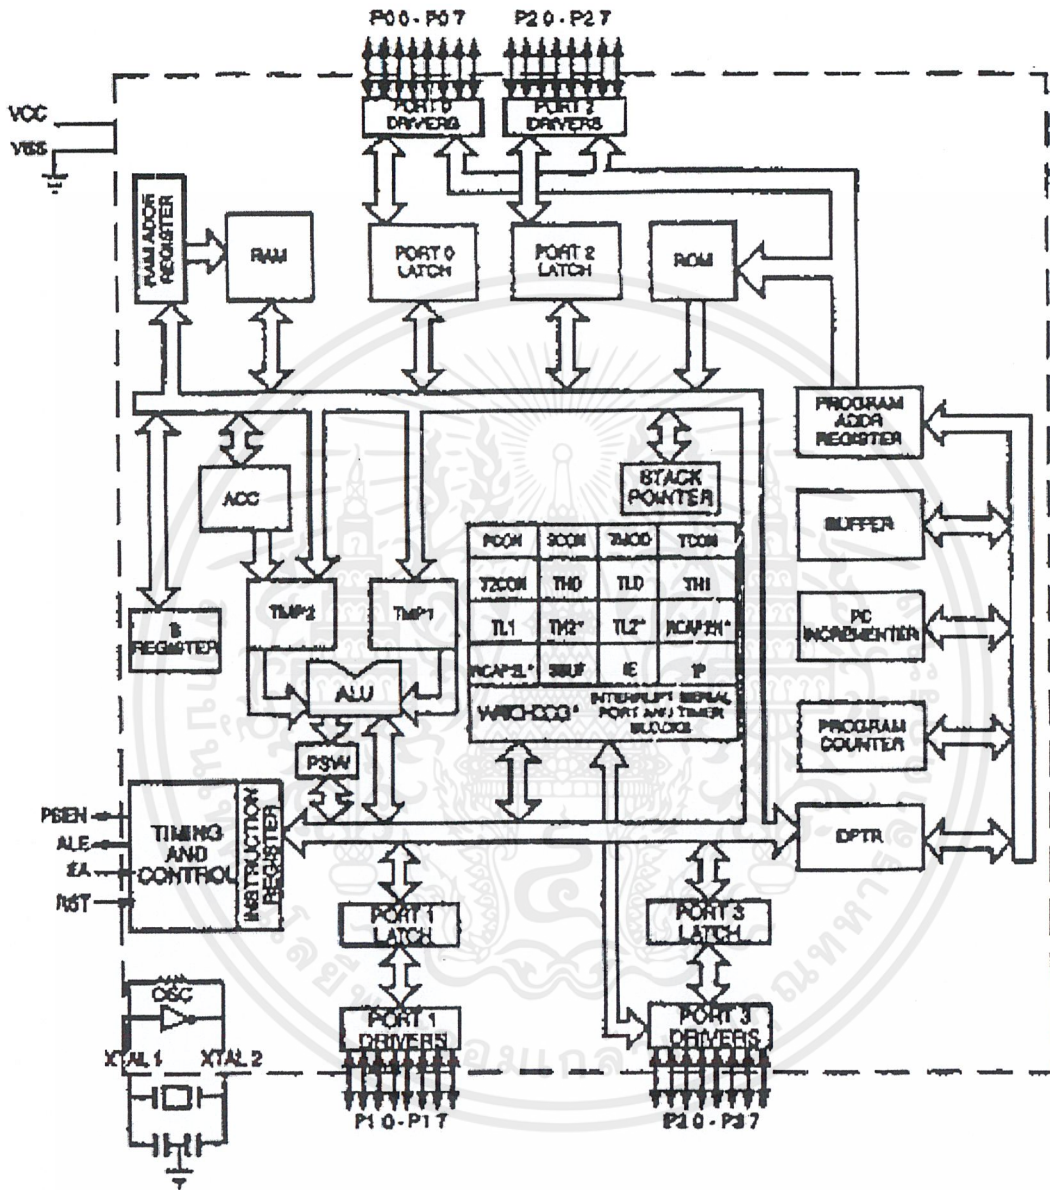 P00-P07
P20-P27
VCC
VSS
PORT 0
DRIVERS
PORT 2
DRIVERS
RAM ADDR
REGISTER
RAM
PORT 0
LATCH
PORT 2
LATCH
ROM
PROGRAM
ADDR
REGISTER
ACC
STACK
POINTER
BUFFER
PCON SCON TMOD TCON
T2CON TH0 TL0 TH1
TL1 TH2* TL2* RCAP2H*
RCAP2L* SBUF IE IP
WATCHDOG*
INTERRUPT SERIAL
PORT AND TIMER
BLOCKS
B
REGISTER
TMP2
TMP1
ALU
PC
INCREMENTER
PROGRAM
COUNTER
PSW
PSEN
ALE
EA
RST
TIMING
AND
CONTROL
INSTRUCTION
REGISTER
DPTR
PORT 1
LATCH
PORT 3
LATCH
OSC
XTAL 1
XTAL 2
PORT 1
DRIVERS
PORT 3
DRIVERS
P10-P17